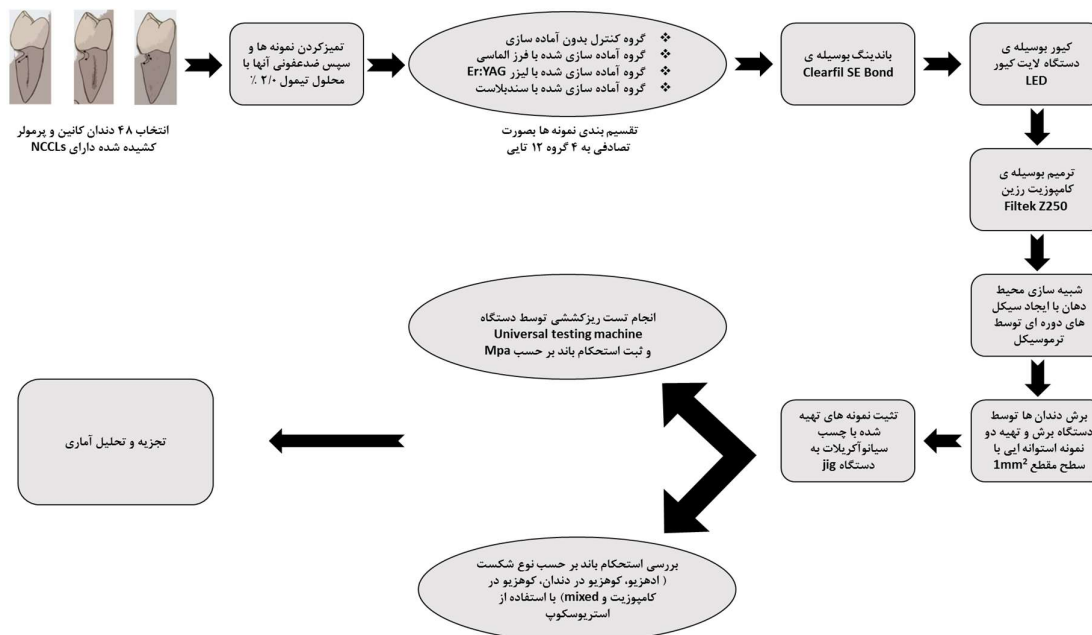 انتخاب ۴۸ دندان کانین و پرمولر
کشیده شده دارای NCCLs
تمیزکردن نمونه ها و
سپس ضدعفونی آنها با
محلول تیمول ۲/۰ ٪
❖ گروه کنترل بدون آماده سازی
❖ گروه آماده سازی شده با فرز الماسی
❖ گروه آماده سازی شده با لیزر Er:YAG
❖ گروه آماده سازی شده با سندبلاست
تقسیم بندی نمونه ها بصورت
تصادفی به ۴ گروه ۱۲ تایی
باندینگ بوسیله ی
Clearfil SE Bond
کیور بوسیله ی
دستگاه لایت کیور
LED
ترمیم بوسیله ی
کامپوزیت رزین
Filtek Z250
شبیه سازی محیط
دهان با ایجاد سیکل
های دوره ای توسط
ترموسیکل
برش دندان ها توسط
دستگاه برش و تهیه دو
نمونه استوانه ایی با
سطح مقطع 1mm²
تثبیت نمونه های تهیه
شده با چسب
سیانوآکریلات به
دستگاه jig
انجام تست ریزکششی توسط دستگاه
Universal testing machine
و ثبت استحکام باند بر حسب Mpa
بررسی استحکام باند بر حسب نوع شکست
( ادهزیو، کوهزیو در دندان، کوهزیو در
کامپوزیت و mixed) با استفاده از
استریوسکوپ
تجزیه و تحلیل آماری